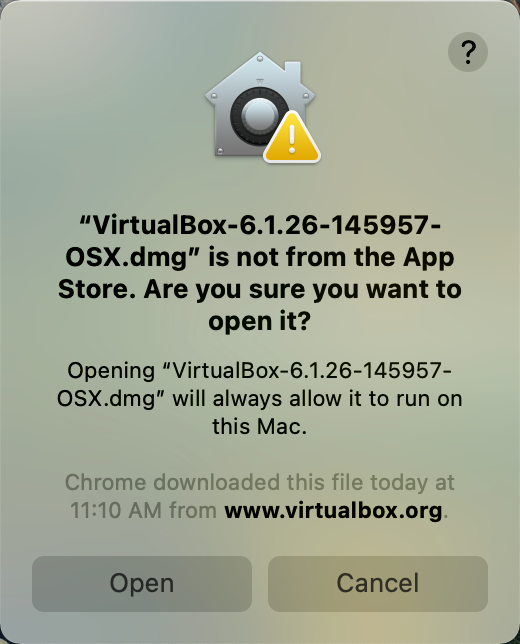 ?
“VirtualBox-6.1.26-145957-
OSX.dmg” is not from the App
Store. Are you sure you want to
open it?
Opening “VirtualBox-6.1.26-145957-
OSX.dmg” will always allow it to run on
this Mac.
Chrome downloaded this file today at
11:10 AM from www.virtualbox.org.
Open Cancel